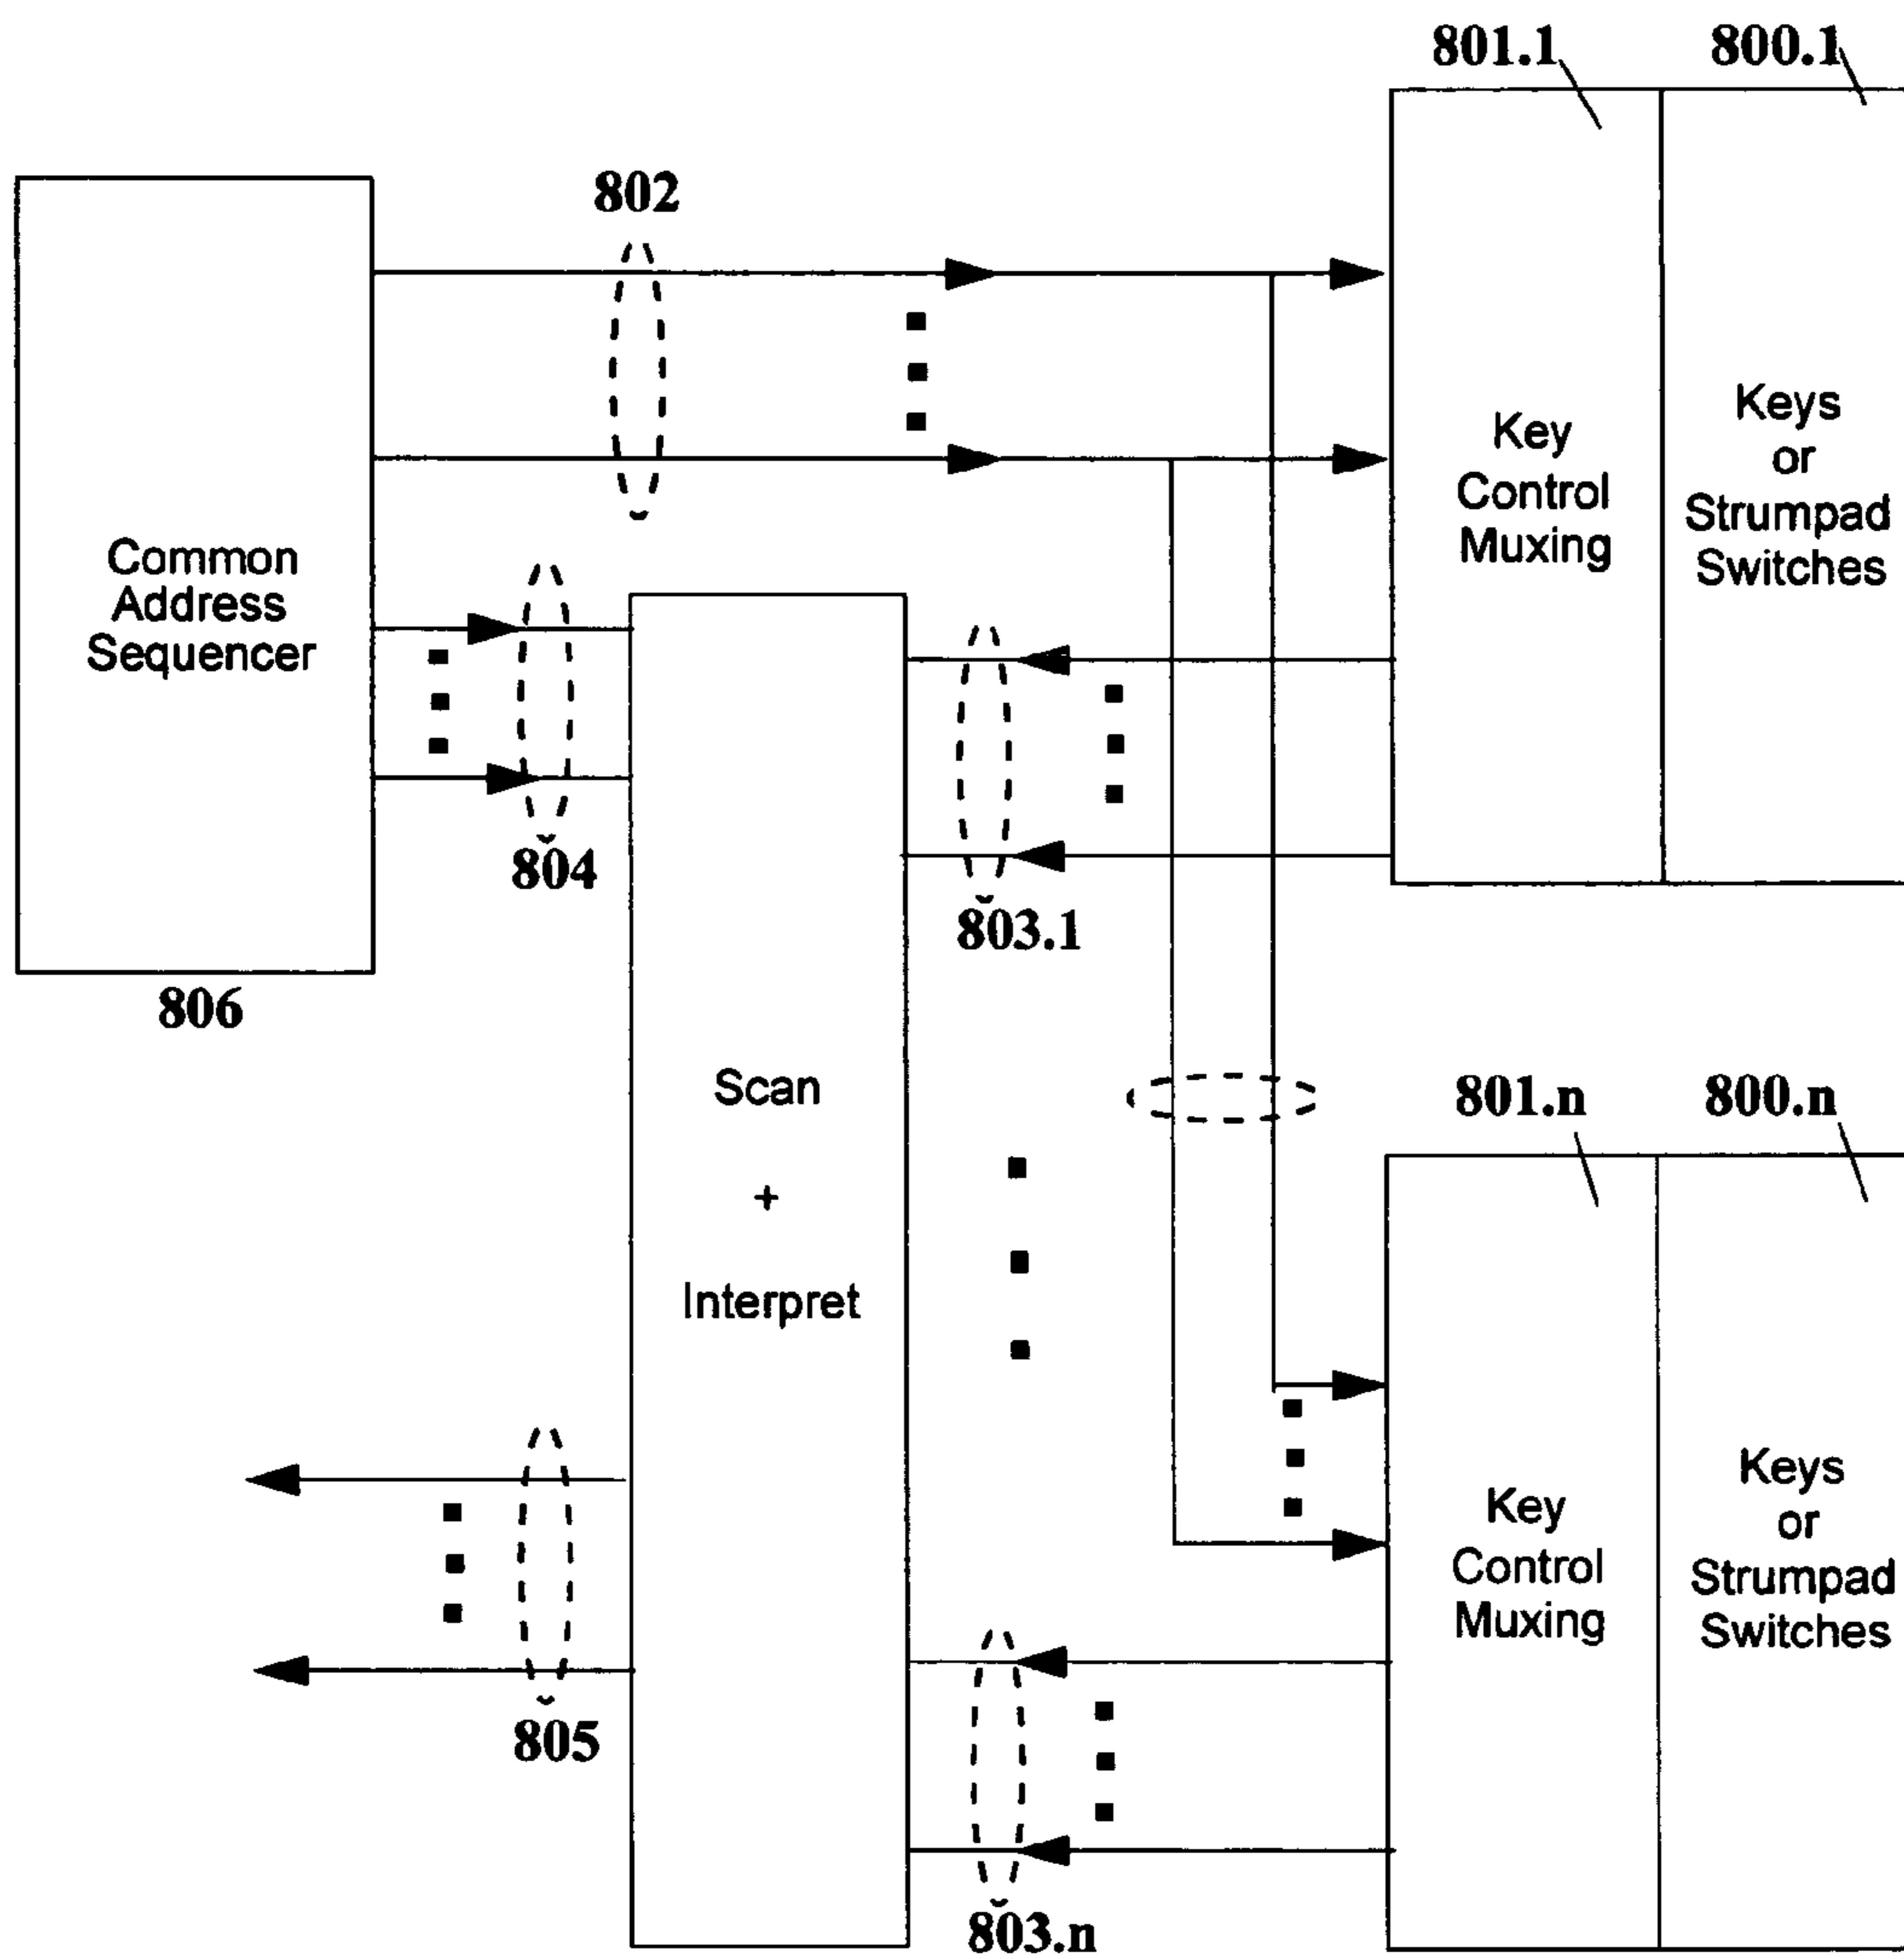 801.1
800.1
802
Common
Address
Sequencer
Key
Control
Muxing
Keys
or
Strumpad
Switches
804
803.1
806
Scan
+
Interpret
801.n
800.n
Key
Control
Muxing
Keys
or
Strumpad
Switches
805
803.n